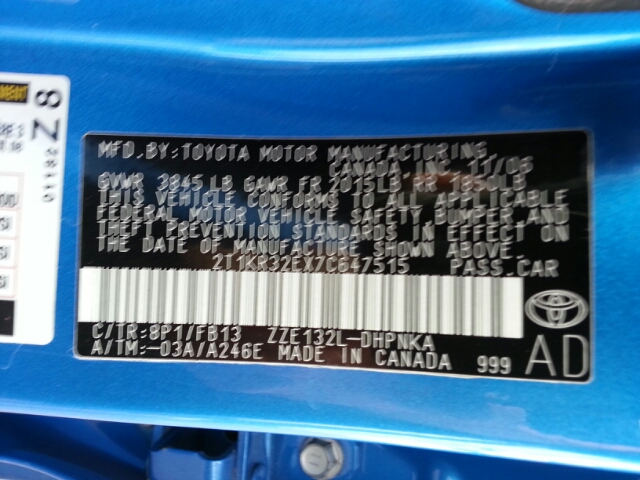 MFD. BY: TOYOTA MOTOR MANUFACTURING
CANADA INC. 11/06
GVWR 3845 LB GAWR FR 2015LB RR 1850LB
THIS VEHICLE CONFORMS TO ALL APPLICABLE
FEDERAL MOTOR VEHICLE SAFETY, BUMPER AND
THEFT PREVENTION STANDARDS IN EFFECT ON
THE DATE OF MANUFACTURE SHOWN ABOVE.
2T1KR32EX7C647515 PASS.CAR
C/TR:8P1/FB13 ZZE132L-DHPNKA
A/TM:-03A/A246E MADE IN CANADA 999
AD
Z8
01182